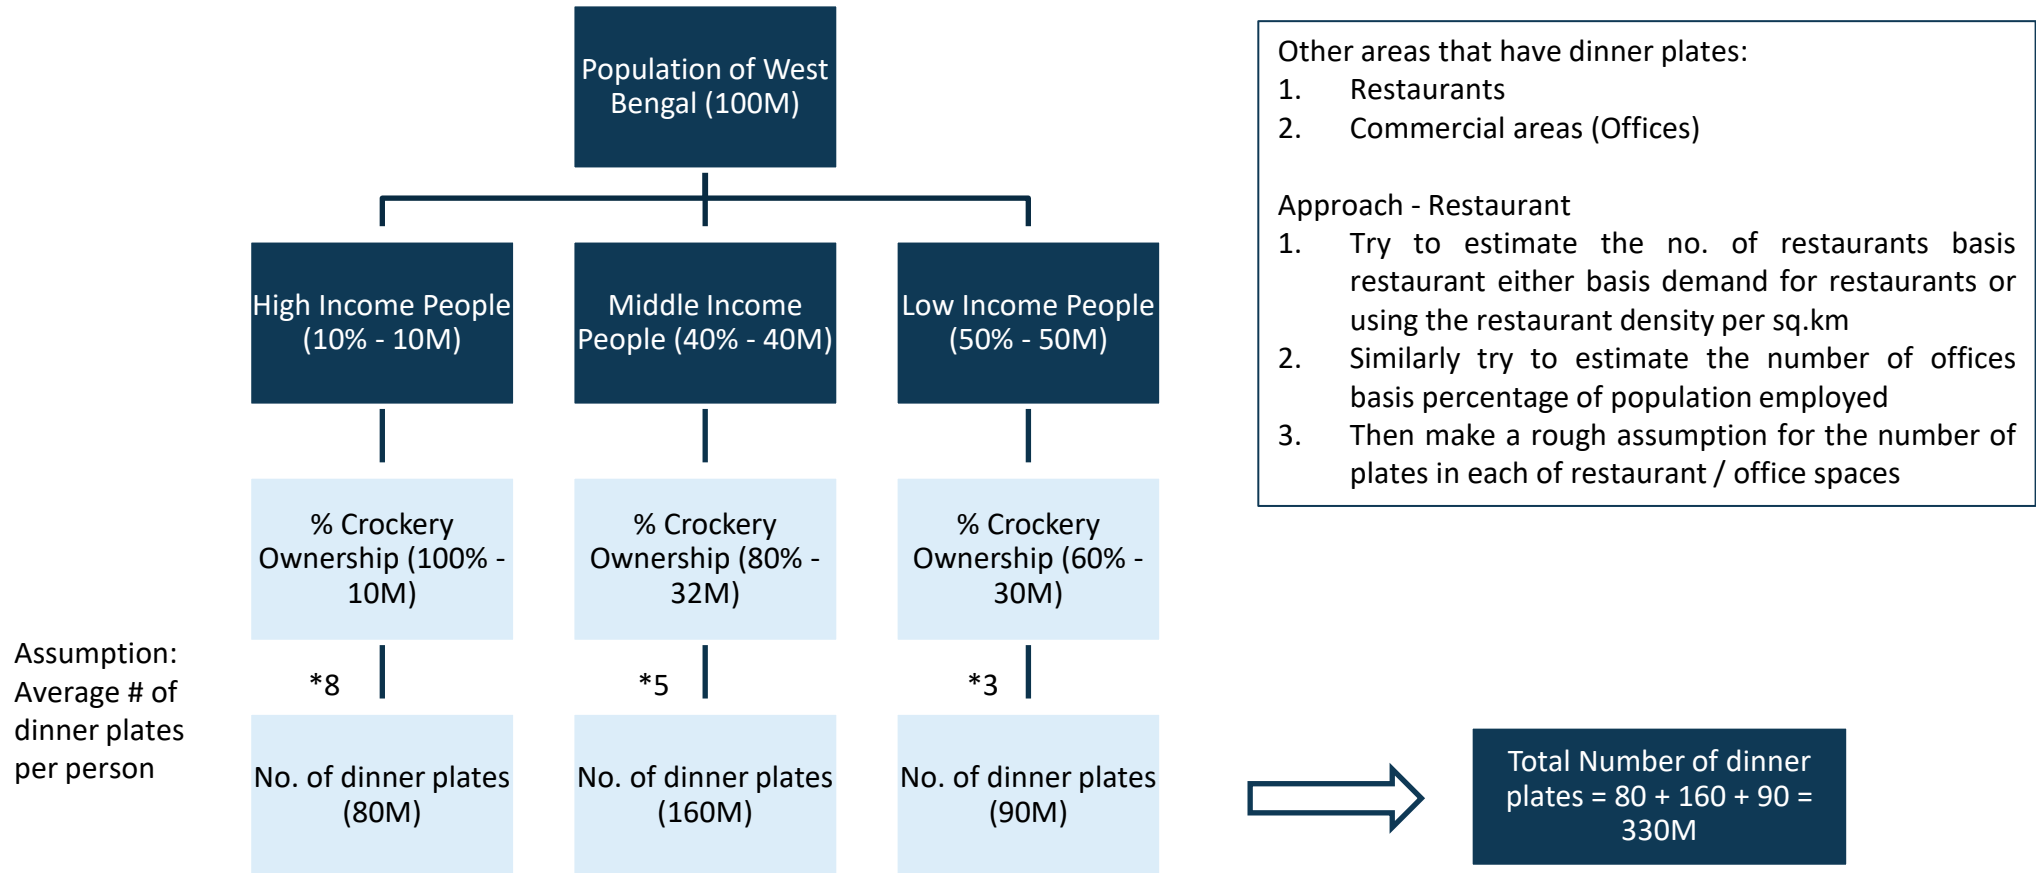 Population of West
Bengal (100M)
High Income People
(10% - 10M)
Middle Income
People (40% - 40M)
Low Income People
(50% - 50M)
% Crockery
Ownership (100% -
10M)
% Crockery
Ownership (80% -
32M)
% Crockery
Ownership (60% -
30M)
Assumption:
Average # of
dinner plates
per person
*8
*5
*3
No. of dinner plates
(80M)
No. of dinner plates
(160M)
No. of dinner plates
(90M)
Total Number of dinner
plates = 80 + 160 + 90 =
330M
Other areas that have dinner plates:
1. Restaurants
2. Commercial areas (Offices)
Approach - Restaurant
1. Try to estimate the no. of restaurants basis
restaurant either basis demand for restaurants or
using the restaurant density per sq.km
2. Similarly try to estimate the number of offices
basis percentage of population employed
3. Then make a rough assumption for the number of
plates in each of restaurant / office spaces